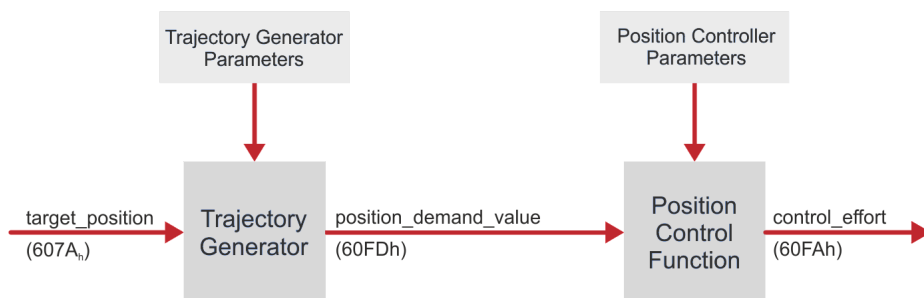 Trajectory Generator
Parameters
Position Controller
Parameters
target_position
(607Aₕ)
Trajectory
Generator
position_demand_value
(60FDh)
Position
Control
Function
control_effort
(60FAh)